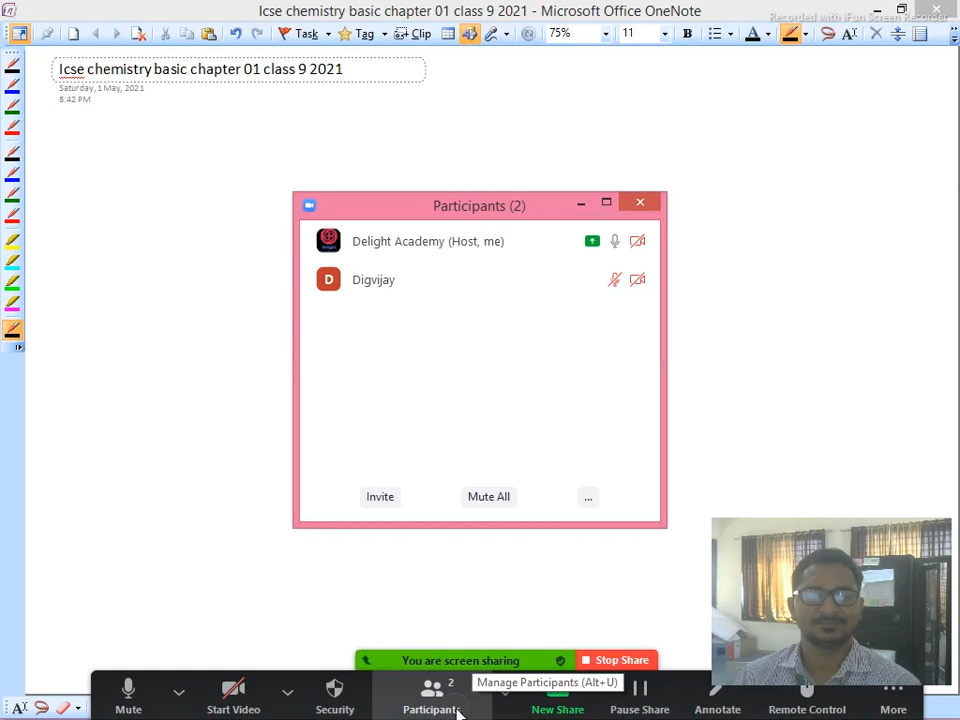 Icse chemistry basic chapter 01 class 9 2021 - Microsoft Office OneNote
Recorded with iFun Screen Recorder
Task Tag Clip 75% 11 B A A
Icse chemistry basic chapter 01 class 9 2021
Saturday, 1 May, 2021
8:42 PM
Participants (2)
Delight Academy (Host, me)
D Digvijay
Invite Mute All ...
You are screen sharing Stop Share
2 Manage Participants (Alt+U)
Mute Start Video Security Participants New Share Pause Share Annotate Remote Control More